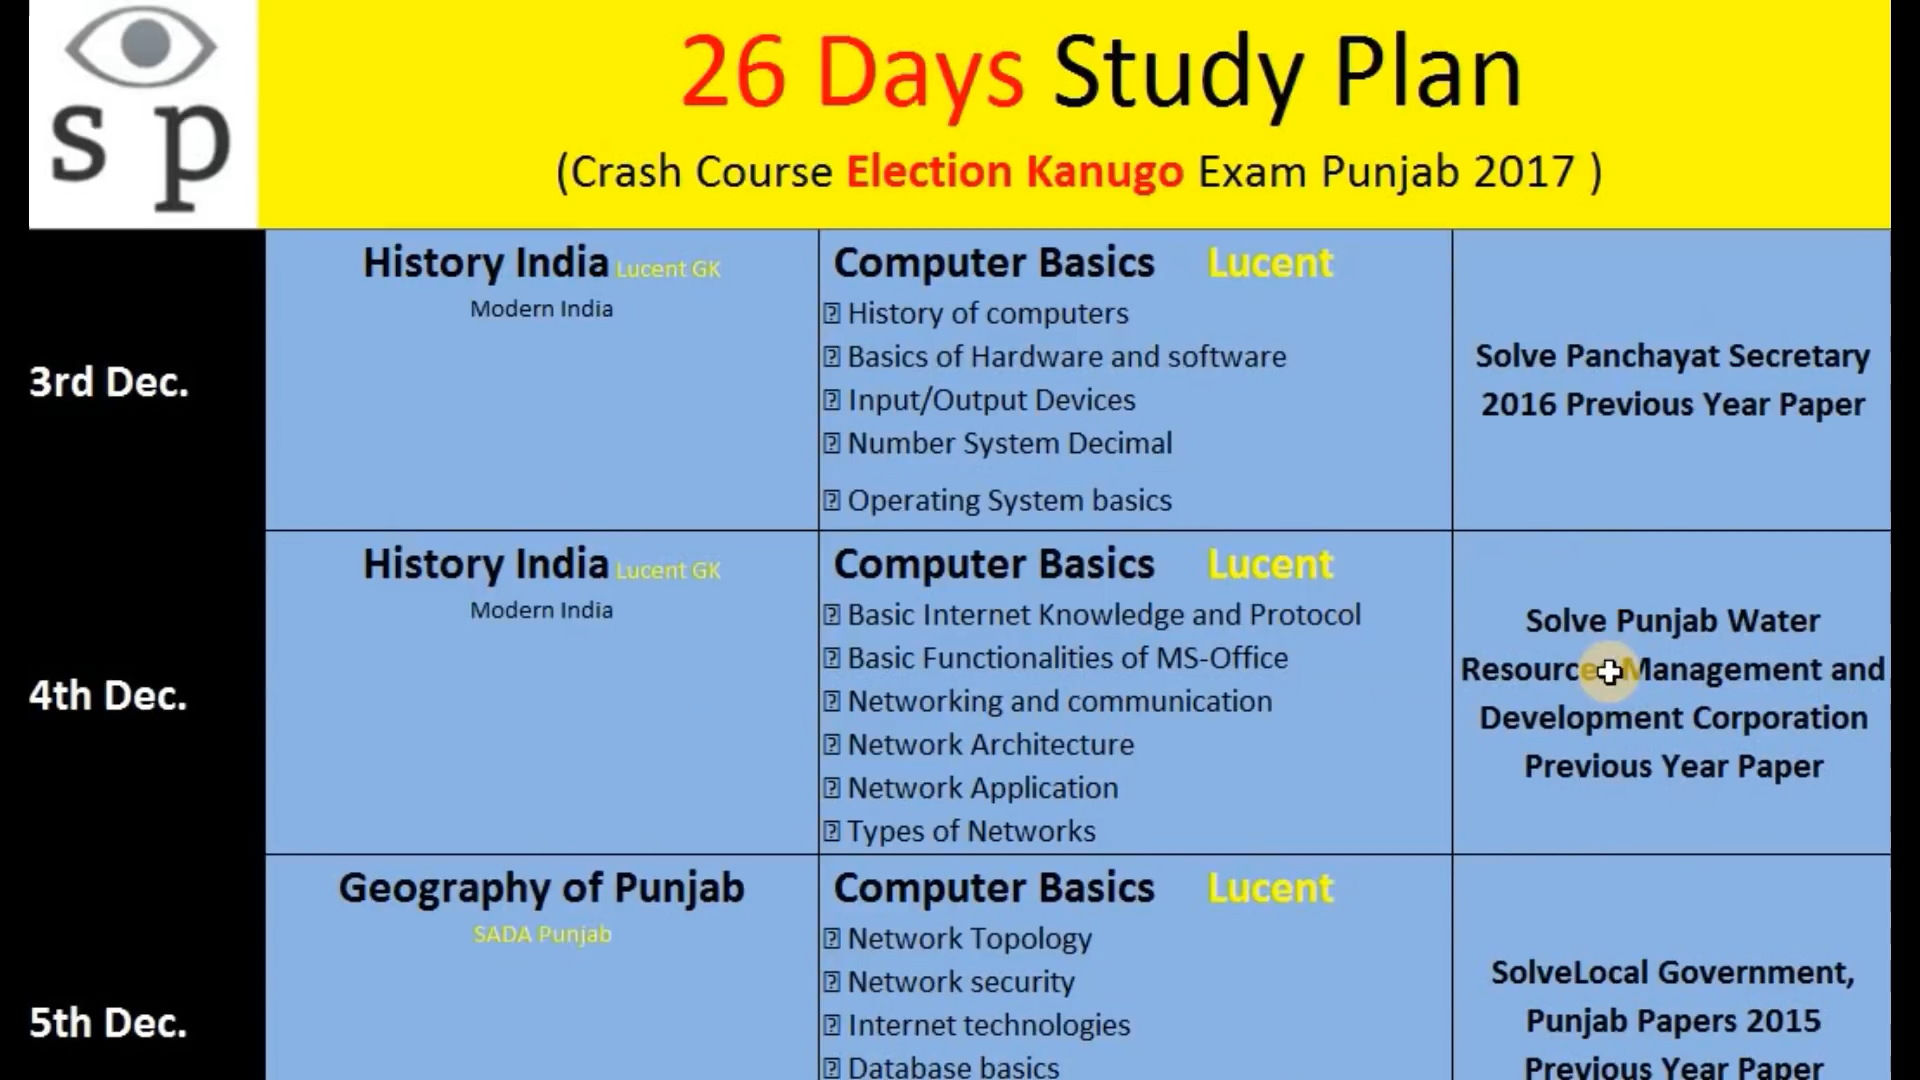 s p
26 Days Study Plan
(Crash Course Election Kanugo Exam Punjab 2017 )
3rd Dec.
History India Lucent GK
Modern India
Computer Basics Lucent
History of computers
Basics of Hardware and software
Input/Output Devices
Number System Decimal
Operating System basics
Solve Panchayat Secretary
2016 Previous Year Paper
4th Dec.
History India Lucent GK
Modern India
Computer Basics Lucent
Basic Internet Knowledge and Protocol
Basic Functionalities of MS-Office
Networking and communication
Network Architecture
Network Application
Types of Networks
Solve Punjab Water
Management and
Development Corporation
Previous Year Paper
5th Dec.
Geography of Punjab
SADA Punjab
Computer Basics Lucent
Network Topology
Network security
Internet technologies
Database basics
SolveLocal Government,
Punjab Papers 2015
Previous Year Paper